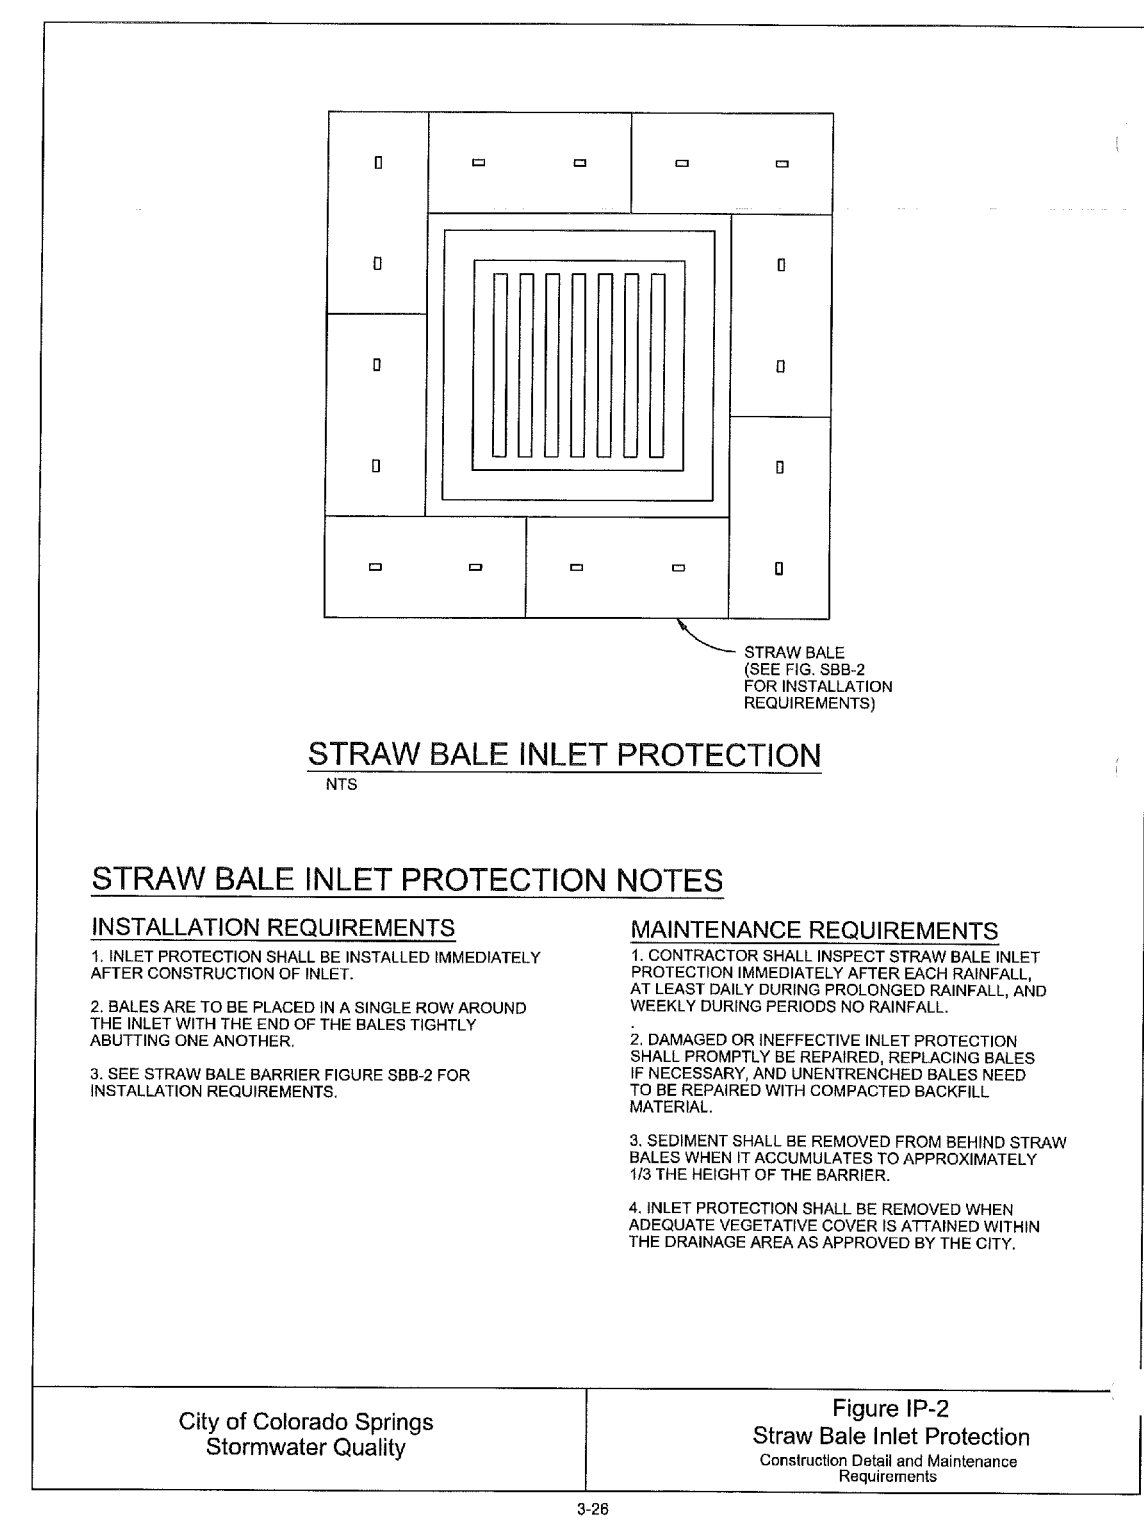 STRAW BALE
(SEE FIG. SBB-2
FOR INSTALLATION
REQUIREMENTS)
STRAW BALE INLET PROTECTION
NTS
STRAW BALE INLET PROTECTION NOTES
INSTALLATION REQUIREMENTS
1. INLET PROTECTION SHALL BE INSTALLED IMMEDIATELY
AFTER CONSTRUCTION OF INLET.
2. BALES ARE TO BE PLACED IN A SINGLE ROW AROUND
THE INLET WITH THE END OF THE BALES TIGHTLY
ABUTTING ONE ANOTHER.
3. SEE STRAW BALE BARRIER FIGURE SBB-2 FOR
INSTALLATION REQUIREMENTS.
MAINTENANCE REQUIREMENTS
1. CONTRACTOR SHALL INSPECT STRAW BALE INLET
PROTECTION IMMEDIATELY AFTER EACH RAINFALL,
AT LEAST DAILY DURING PROLONGED RAINFALL, AND
WEEKLY DURING PERIODS NO RAINFALL.
.
2. DAMAGED OR INEFFECTIVE INLET PROTECTION
SHALL PROMPTLY BE REPAIRED, REPLACING BALES
IF NECESSARY, AND UNENTRENCHED BALES NEED
TO BE REPAIRED WITH COMPACTED BACKFILL
MATERIAL.
3. SEDIMENT SHALL BE REMOVED FROM BEHIND STRAW
BALES WHEN IT ACCUMULATES TO APPROXIMATELY
1/3 THE HEIGHT OF THE BARRIER.
4. INLET PROTECTION SHALL BE REMOVED WHEN
ADEQUATE VEGETATIVE COVER IS ATTAINED WITHIN
THE DRAINAGE AREA AS APPROVED BY THE CITY.
City of Colorado Springs
Stormwater Quality
Figure IP-2
Straw Bale Inlet Protection
Construction Detail and Maintenance
Requirements
3-26